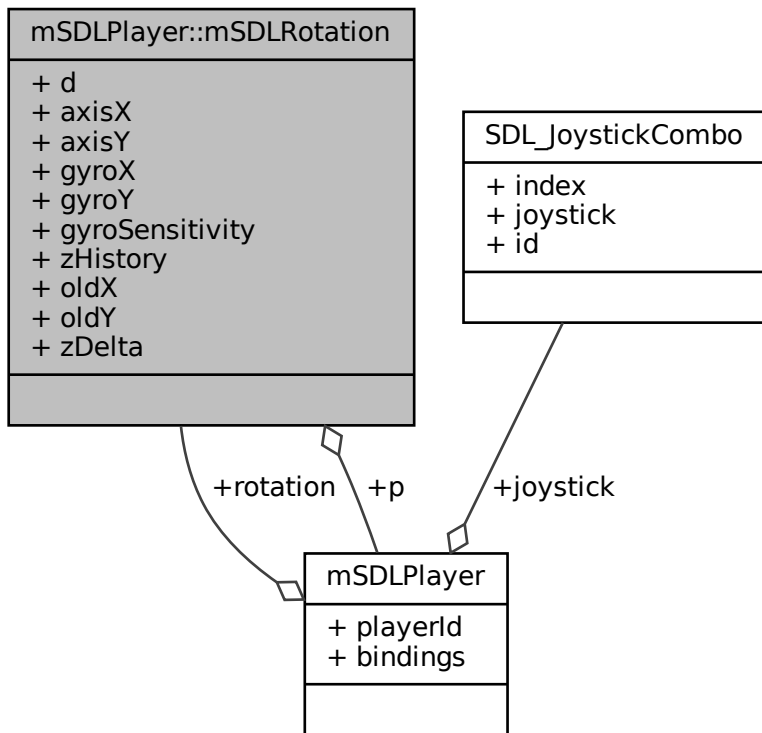 mSDLPlayer::mSDLRotation
+ d
+ axisX
+ axisY
+ gyroX
+ gyroY
+ gyroSensitivity
+ zHistory
+ oldX
+ oldY
+ zDelta
SDL_JoystickCombo
+ index
+ joystick
+ id
+rotation
+p
+joystick
mSDLPlayer
+ playerId
+ bindings